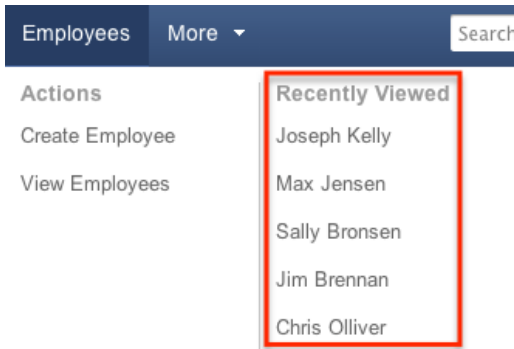 Employees More Search
Actions
Create Employee
View Employees
Recently Viewed
Joseph Kelly
Max Jensen
Sally Bronsen
Jim Brennan
Chris Olliver